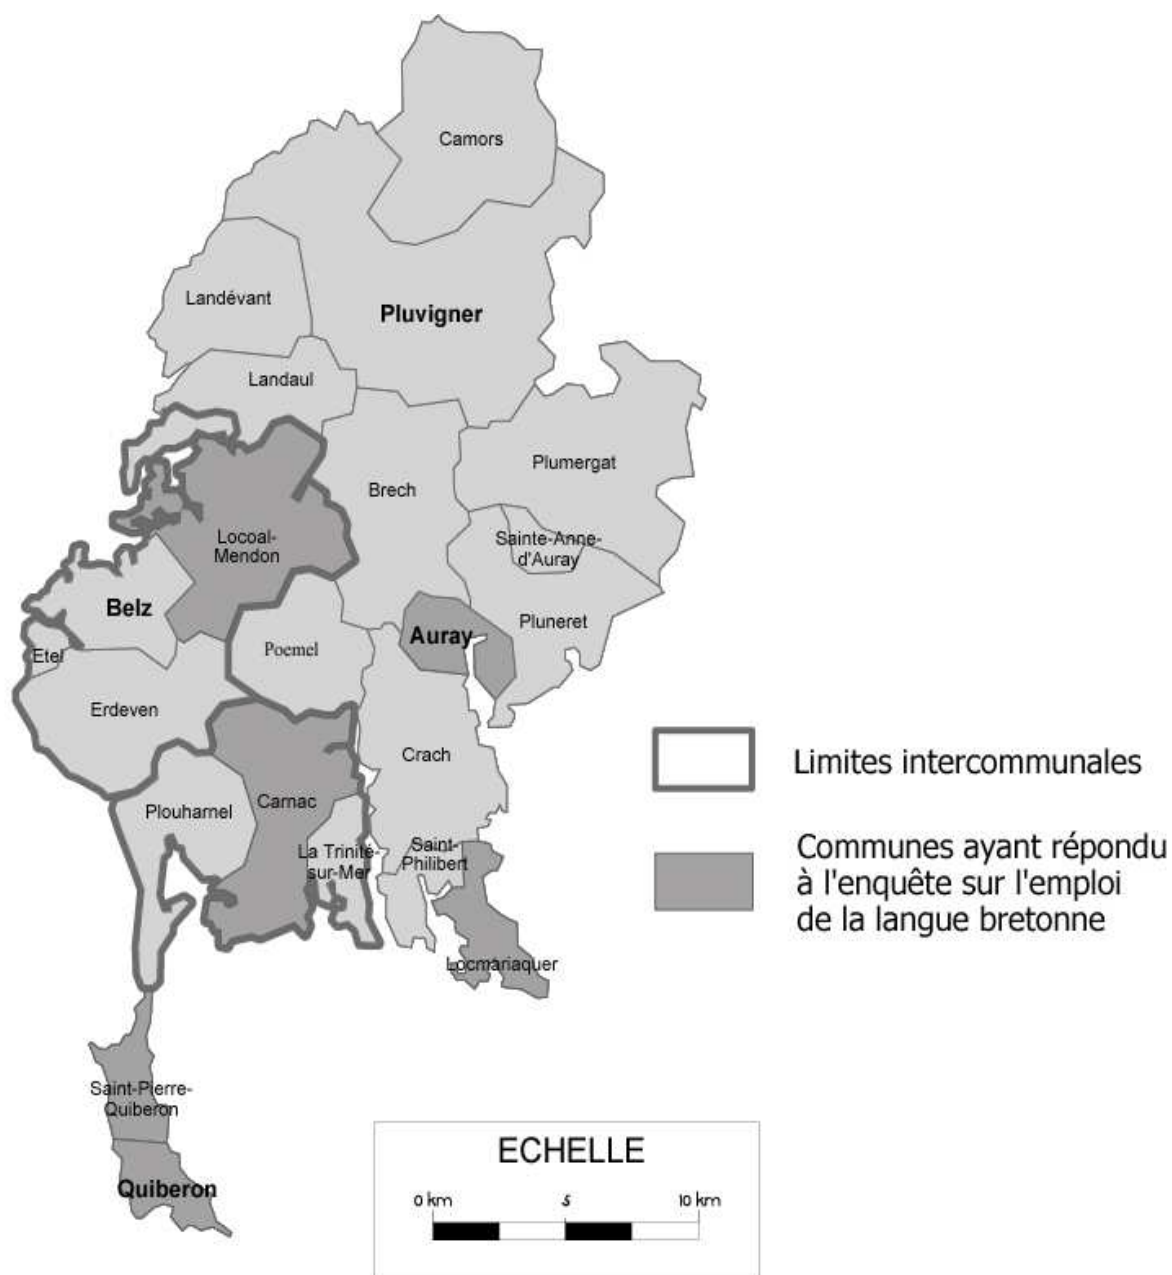 Camors
Landévant
Pluvigner
Landaul
Plumergat
Brech
Sainte-Anne-
d'Auray
Locoal-
Mendon
Belz
Pluneret
Auray
Etel
Poemel
Erdeven
Crach
Carnac
Plouharnel
Saint-
Philibert
La Trinité-
sur-Mer
Locmariaquer
Saint-Pierre-
Quiberon
Quiberon
Limites intercommunales
Communes ayant répondu
à l'enquête sur l'emploi
de la langue bretonne
ECHELLE
0 km 5 10 km